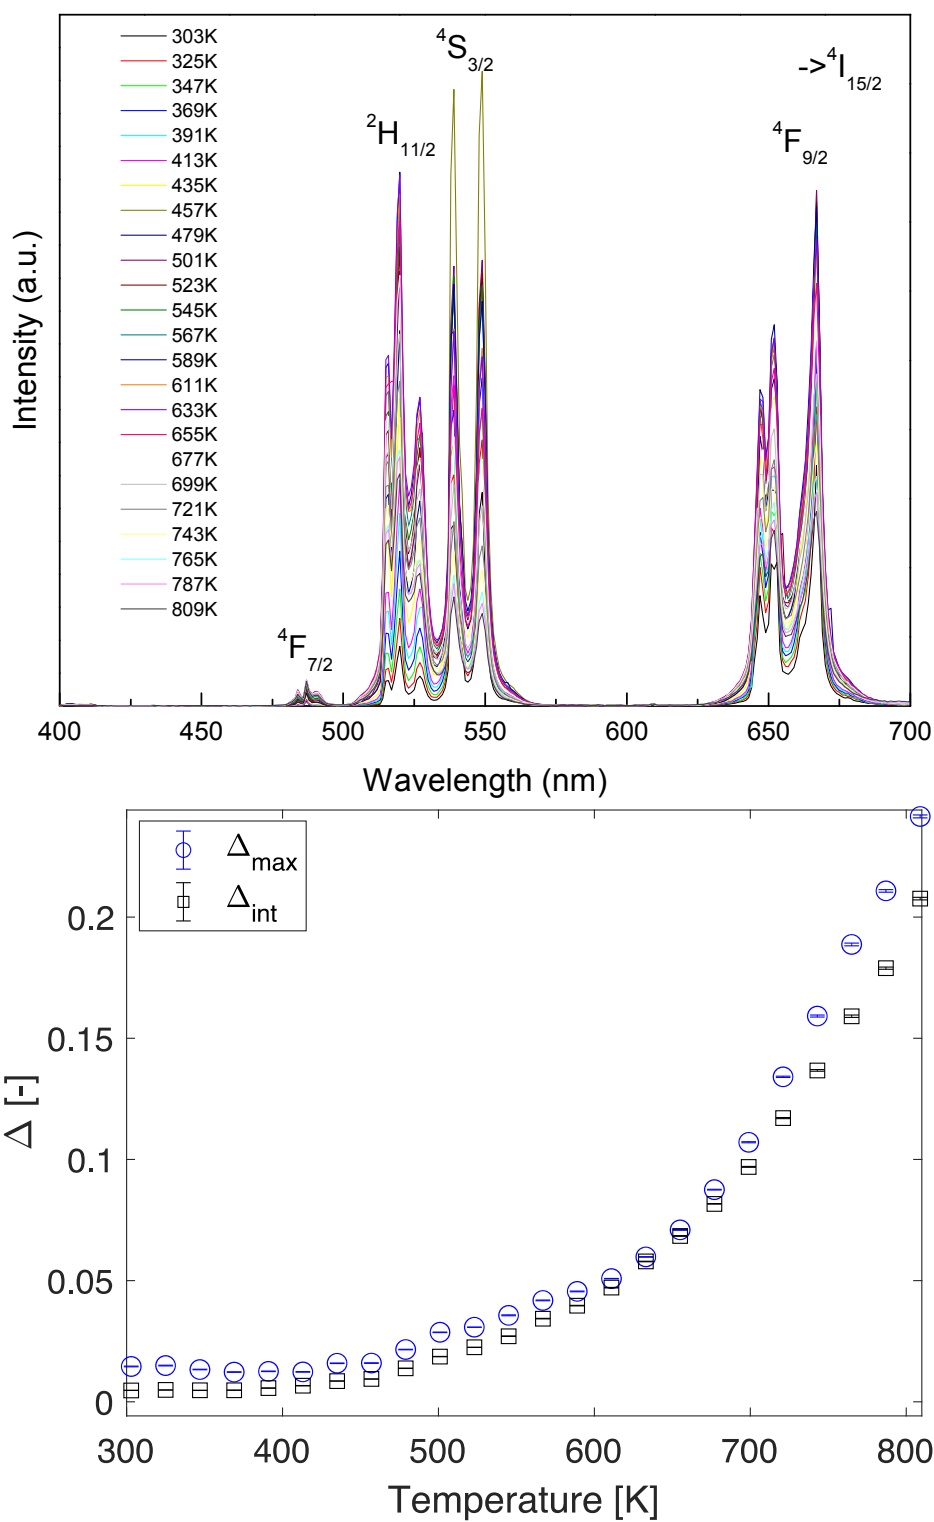 303K
325K
347K
369K
391K
413K
435K
457K
479K
501K
523K
545K
567K
589K
611K
633K
655K
677K
699K
721K
743K
765K
787K
809K
⁴F₇/₂
²H₁₁/₂
⁴S₃/₂
->⁴I₁₅/₂
⁴F₉/₂
Intensity (a.u.)
400 450 500 550 600 650 700
Wavelength (nm)
Δmax
Δint
0.2
0.15
0.1
0.05
0
Δ [-]
300 400 500 600 700 800
Temperature [K]